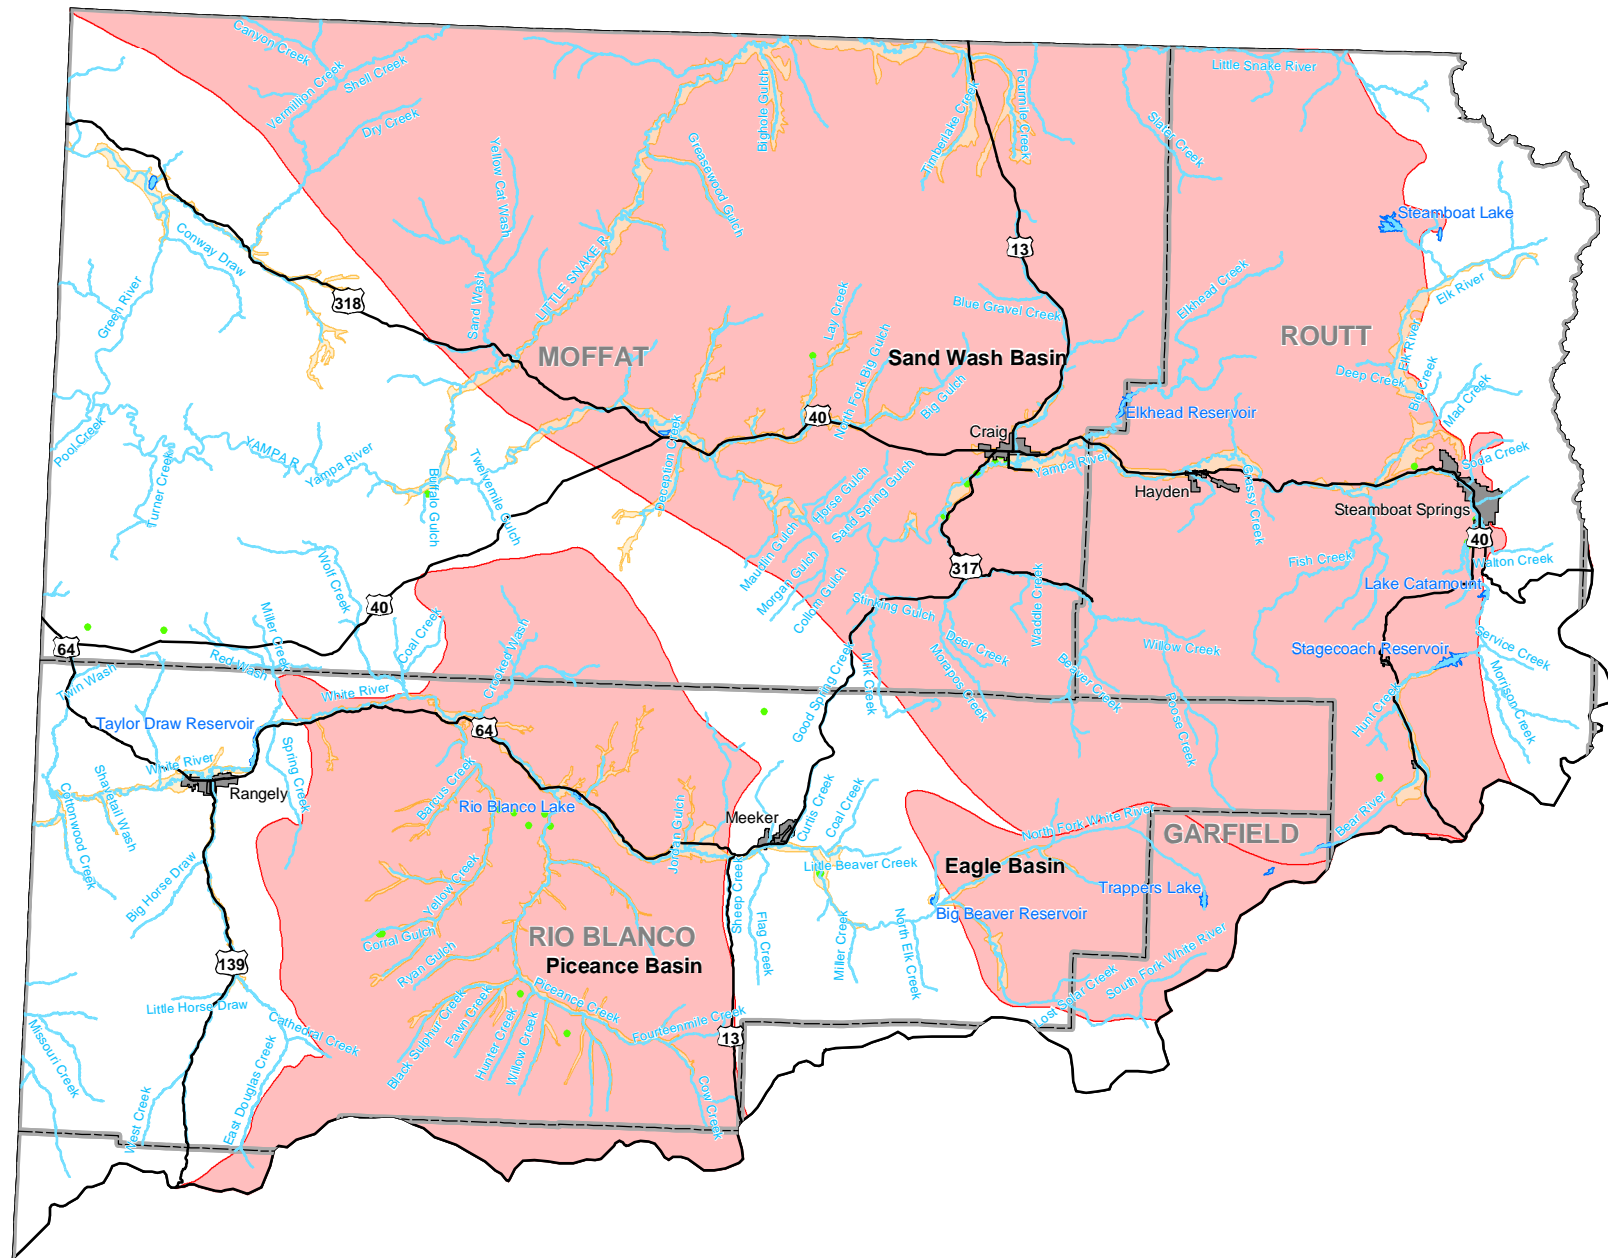 Canyon Creek
Vermillion Creek
Shell Creek
Dry Creek
Yellow Cat Wash
Greasewood Gulch
Bighole Gulch
Timberlake Creek
Fourmile Creek
Little Snake River
Slater Creek
Steamboat Lake
Conway Draw
Green River
318
Sand Wash
LITTLE SNAKE R
13
Blue Gravel Creek
Elkhead Creek
Elk River
ROUTT
Elk River
MOFFAT
Lay Creek
North Fork Big Gulch
Sand Wash Basin
Big Gulch
Deep Creek
Big Creek
Mad Creek
40
Elkhead Reservoir
Craig
Pool Creek
Turner Creek
YAMPA R
Yampa River
Buffalo Gulch
Twelvemile Gulch
Deception Creek
Horse Gulch
Sand Spring Gulch
Yampa River
Hayden
Grassy Creek
Soda Creek
Steamboat Springs
40
Walton Creek
Maudlin Gulch
Morgan Gulch
Collom Gulch
317
Fish Creek
Lake Catamount
Wolf Creek
40
Miller Creek
Coal Creek
Crooked Wash
Stinking Gulch
Waddle Creek
Deer Creek
Morapos Creek
Willow Creek
Stagecoach Reservoir
Service Creek
Morrison Creek
64
Red Wash
Twin Wash
White River
Good Spring Creek
Milk Creek
Beaver Creek
Poose Creek
Hunt Creek
Taylor Draw Reservoir
64
Spring Creek
White River
Rangely
Shavetail Wash
Cottonwood Creek
Barcus Creek
Rio Blanco Lake
Meeker
Curtis Creek
Coal Creek
North Fork White River
GARFIELD
Bear River
Jordan Gulch
Little Beaver Creek
Eagle Basin
Trappers Lake
Big Horse Draw
Yellow Creek
Sheep Creek
Flag Creek
Miller Creek
North Elk Creek
Big Beaver Reservoir
Corral Gulch
RIO BLANCO
Piceance Basin
Ryan Gulch
139
Little Horse Draw
Piceance Creek
Lost Solar Creek
South Fork White River
Missouri Creek
Cathedral Creek
Black Sulphur Creek
Fawn Creek
Hunter Creek
Willow Creek
Fourteenmile Creek
13
West Creek
East Douglas Creek
Cow Creek